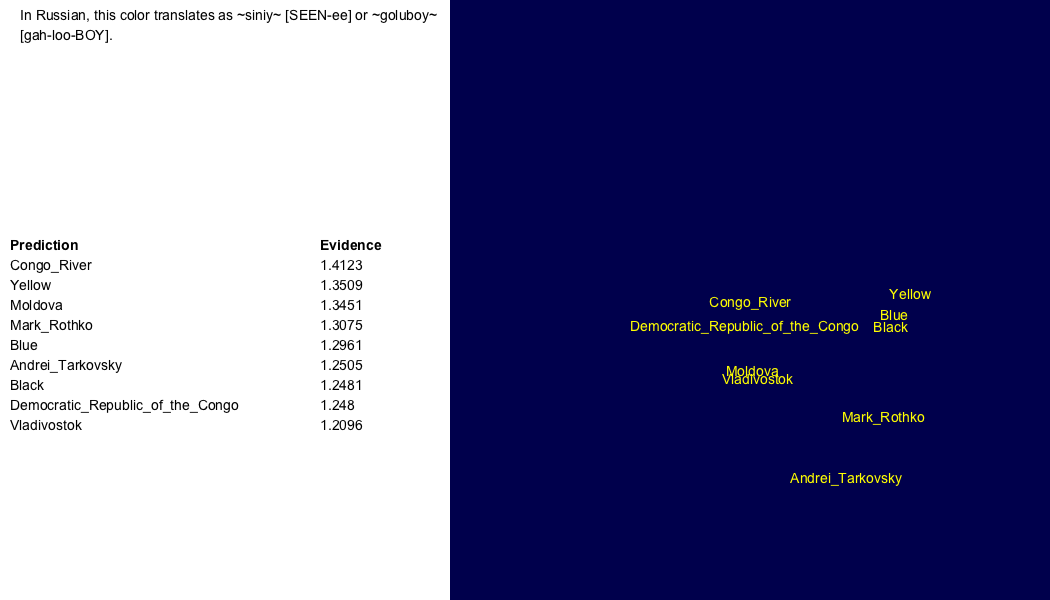 In Russian, this color translates as ~siniy~ [SEEN-ee] or ~goluboy~
[gah-loo-BOY].
Prediction Evidence
Congo_River 1.4123
Yellow 1.3509
Moldova 1.3451
Mark_Rothko 1.3075
Blue 1.2961
Andrei_Tarkovsky 1.2505
Black 1.2481
Democratic_Republic_of_the_Congo 1.248
Vladivostok 1.2096
Yellow
Congo_River
Blue
Democratic_Republic_of_the_Congo
Black
Moldova
Vladivostok
Mark_Rothko
Andrei_Tarkovsky